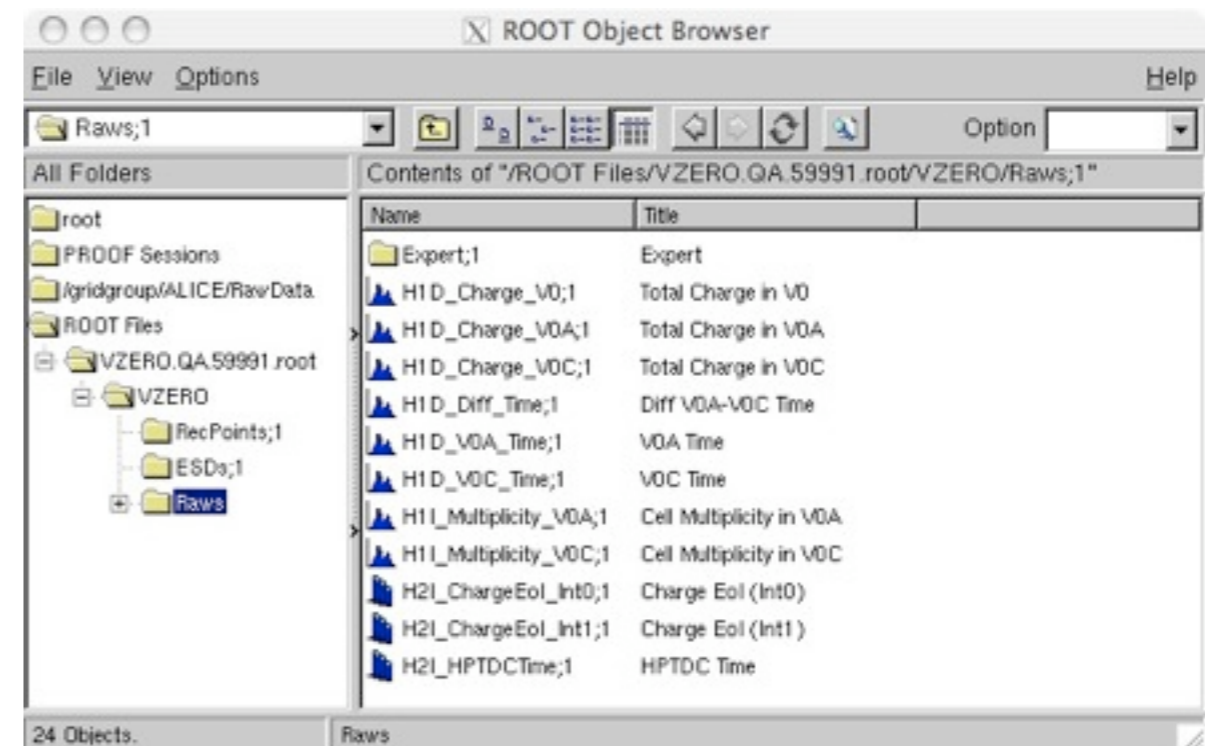 ROOT Object Browser
File View Options Help
Raws;1 Option
All Folders
Contents of "/ROOT Files/VZERO.QA.59991.root/VZERO/Raws;1"
root
PROOF Sessions
/gridgroup/ALICE/RawData
ROOT Files
VZERO.QA.59991.root
VZERO
RecPoints;1
ESDs;1
Raws
Name Title
Expert;1 Expert
H1D_Charge_V0;1 Total Charge in V0
H1D_Charge_V0A;1 Total Charge in V0A
H1D_Charge_V0C;1 Total Charge in V0C
H1D_Diff_Time;1 Diff V0A-V0C Time
H1D_V0A_Time;1 V0A Time
H1D_V0C_Time;1 V0C Time
H1I_Multiplicity_V0A;1 Cell Multiplicity in V0A
H1I_Multiplicity_V0C;1 Cell Multiplicity in V0C
H2I_ChargeEoI_Int0;1 Charge EoI (Int0)
H2I_ChargeEoI_Int1;1 Charge EoI (Int1)
H2I_HPTDCTime;1 HPTDC Time
24 Objects. Raws